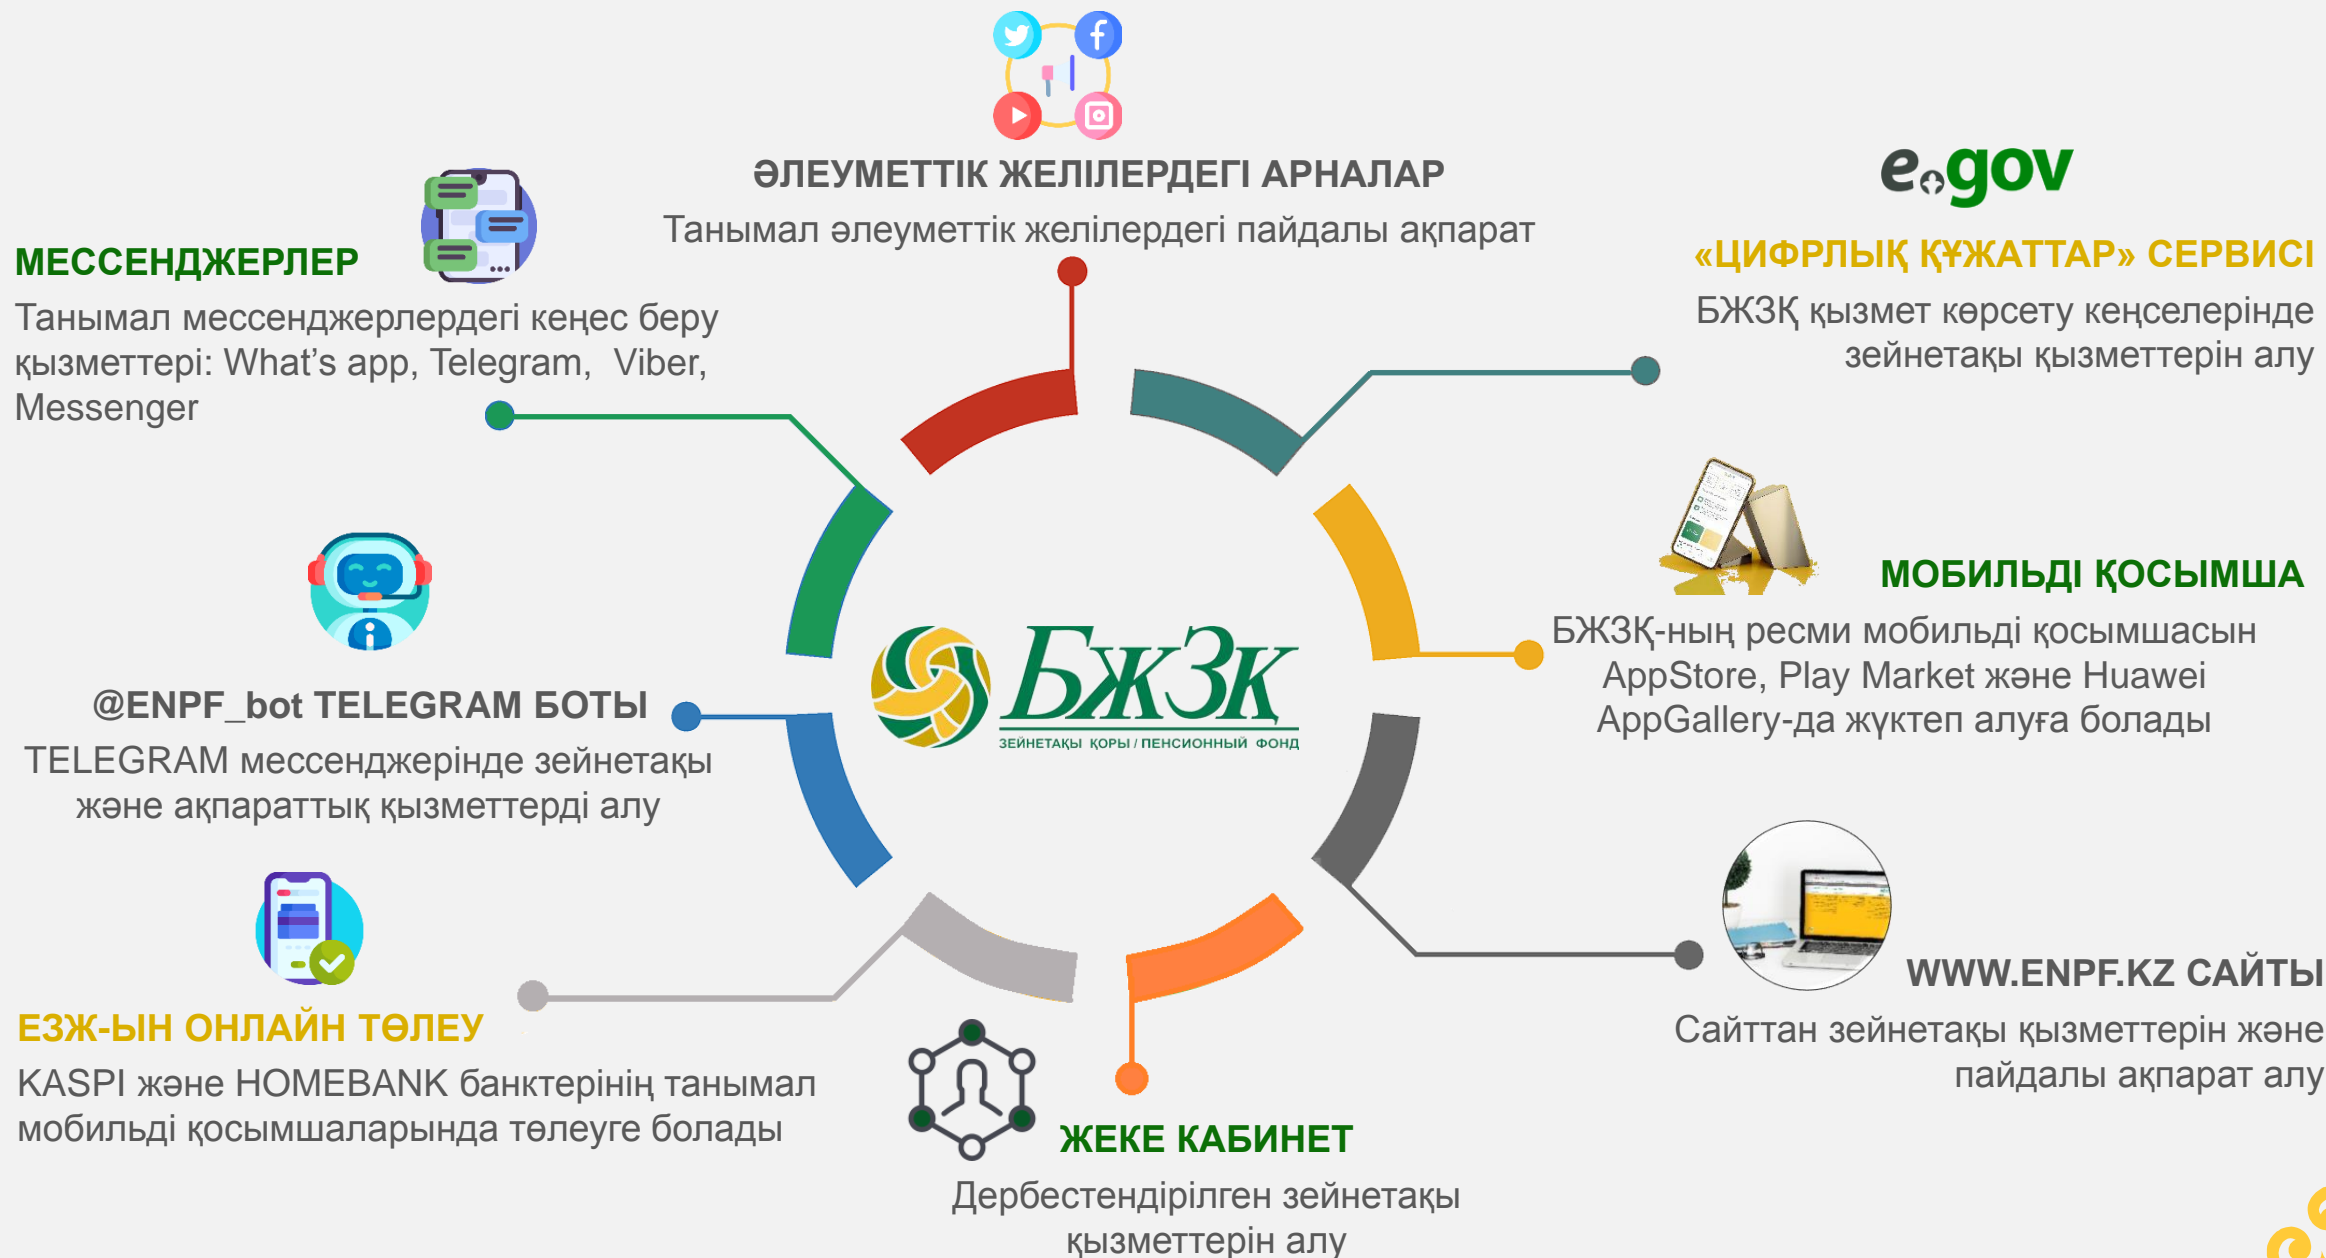 ӘЛЕУМЕТТІК ЖЕЛІЛЕРДЕГІ АРНАЛАР
Танымал әлеуметтік желілердегі пайдалы ақпарат
МЕССЕНДЖЕРЛЕР
Танымал мессенджерлердегі кеңес беру
қызметтері: What's app, Telegram, Viber,
Messenger
e.gov
«ЦИФРЛЫҚ ҚҰЖАТТАР» СЕРВИСІ
БЖЗҚ қызмет көрсету кеңселерінде
зейнетақы қызметтерін алу
МОБИЛЬДІ ҚОСЫМША
БЖЗҚ-ның ресми мобильді қосымшасын
AppStore, Play Market және Huawei
AppGallery-да жүктеп алуға болады
БЖЗҚ
ЗЕЙНЕТАҚЫ ҚОРЫ / ПЕНСИОННЫЙ ФОНД
@ENPF_bot TELEGRAM БОТЫ
TELEGRAM мессенджерінде зейнетақы
және ақпараттық қызметтерді алу
WWW.ENPF.KZ САЙТЫ
Сайттан зейнетақы қызметтерін және
пайдалы ақпарат алу
ЕЗЖ-ЫН ОНЛАЙН ТӨЛЕУ
KASPI және HOMEBANK банктерінің танымал
мобильді қосымшаларында төлеуге болады
ЖЕКЕ КАБИНЕТ
Дербестендірілген зейнетақы
қызметтерін алу